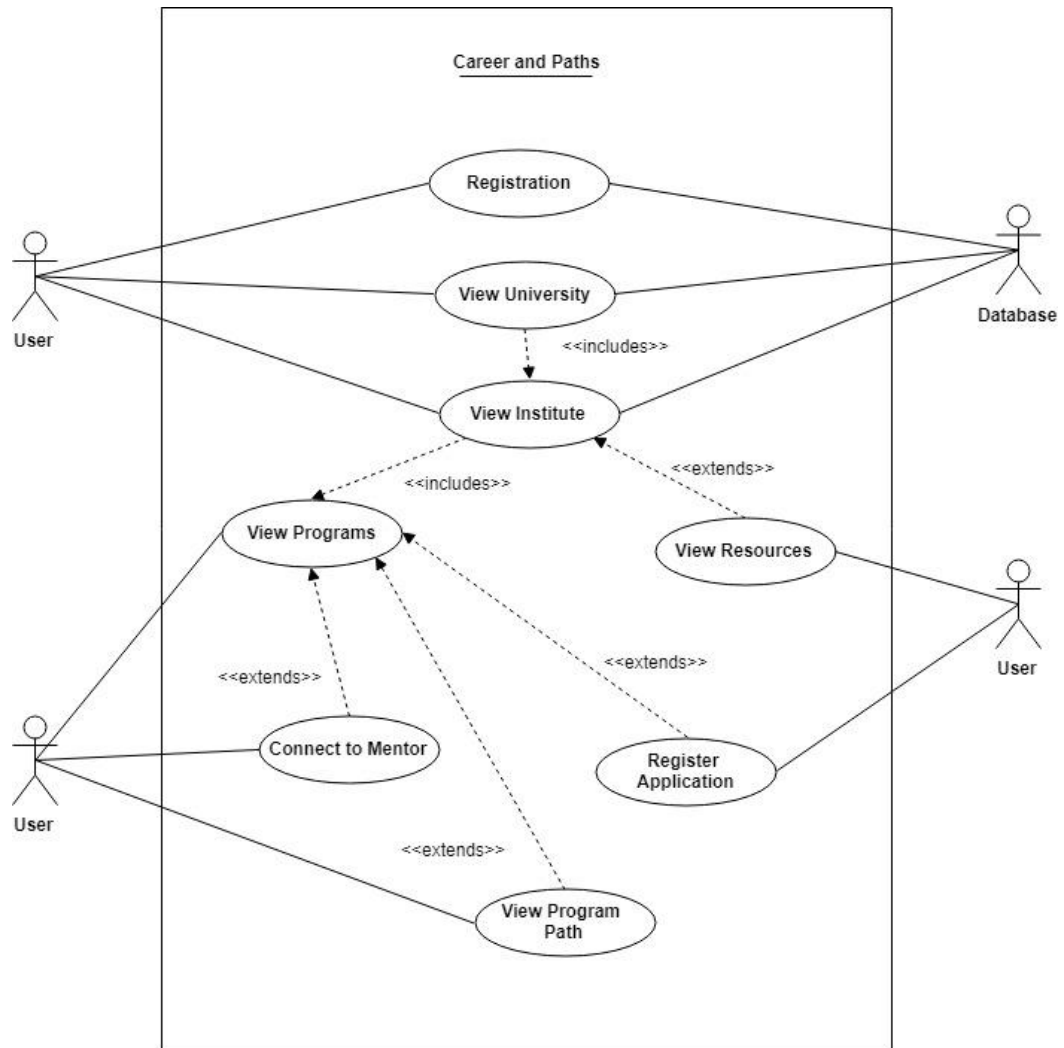 Career and Paths
Registration
User
View University
Database
<<includes>>
View Institute
<<extends>>
<<includes>>
View Programs
View Resources
User
<<extends>>
<<extends>>
Connect to Mentor
Register
Application
User
<<extends>>
View Program
Path